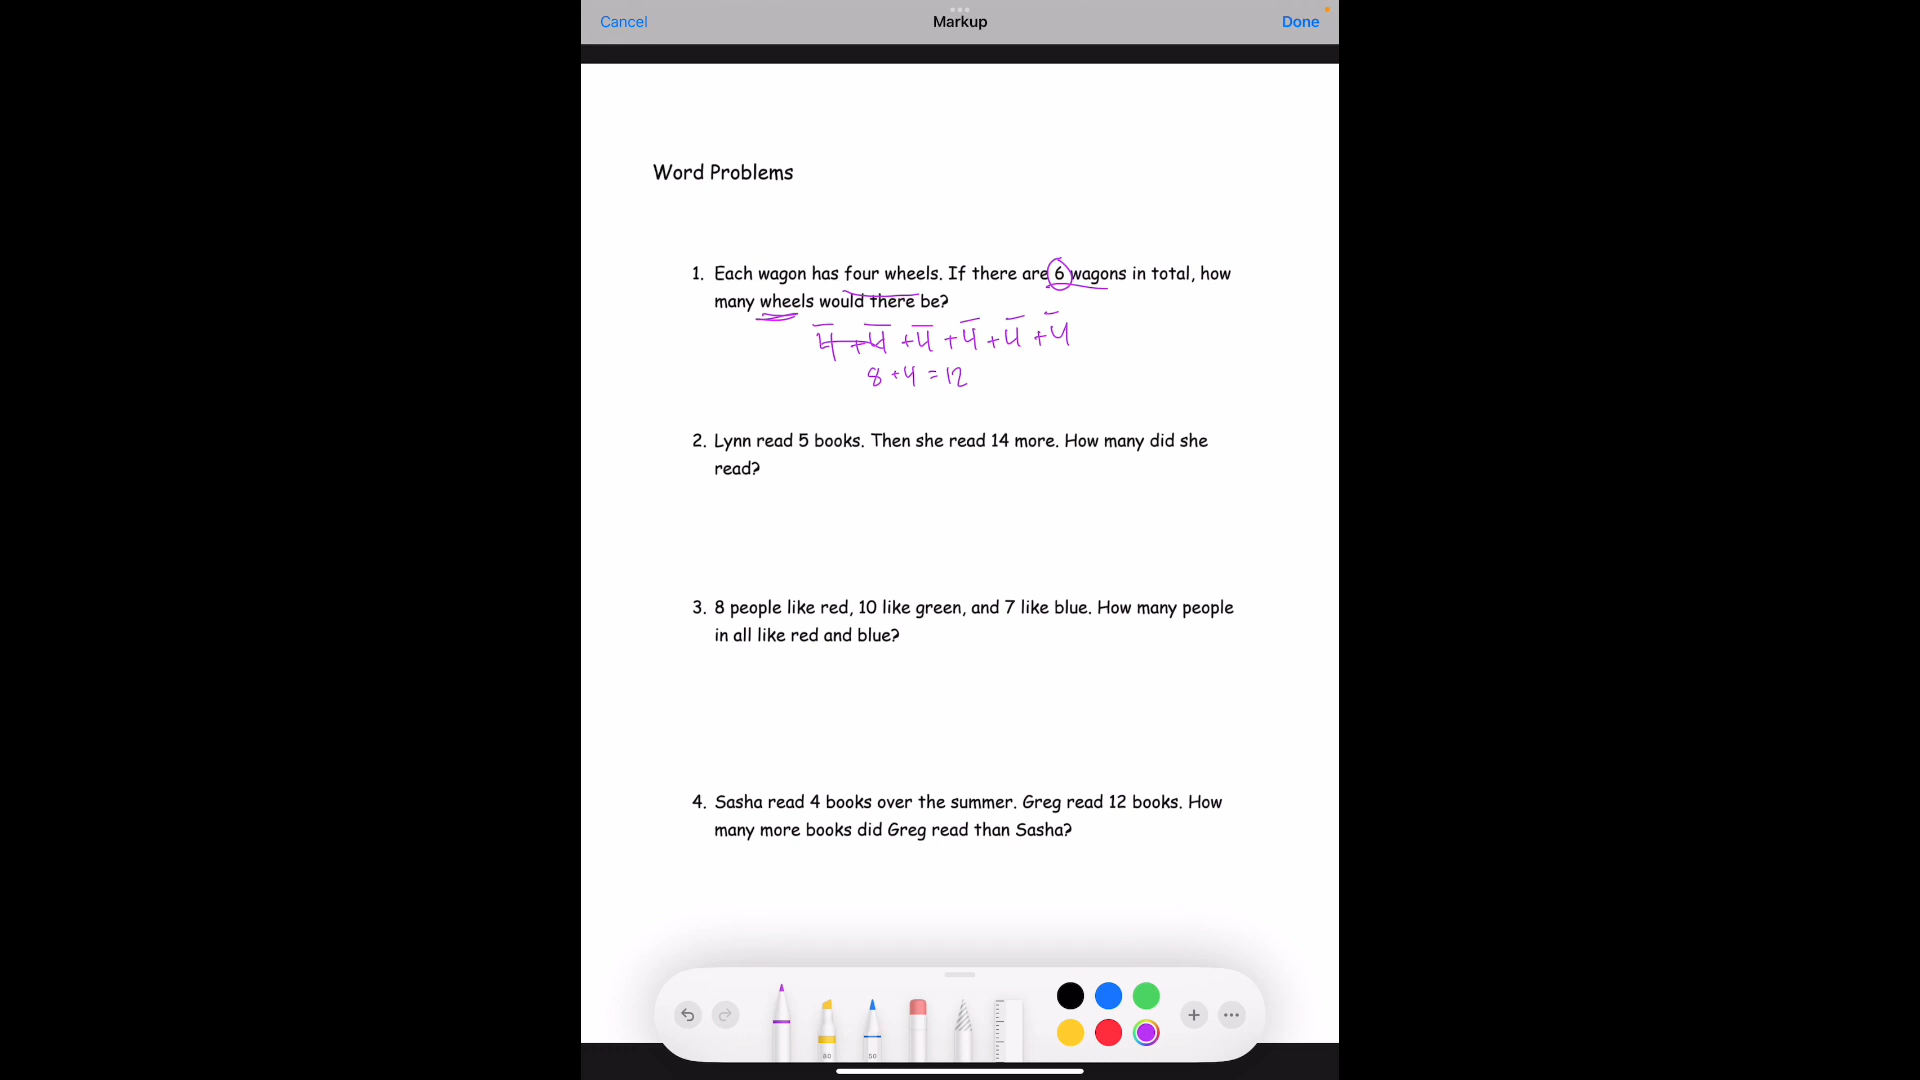 Cancel Markup Done
Word Problems
1. Each wagon has four wheels. If there are 6 wagons in total, how
many wheels would there be?
4 + 4 + 4 + 4 + 4 + 4
8 + 4 = 12
2. Lynn read 5 books. Then she read 14 more. How many did she
read?
3. 8 people like red, 10 like green, and 7 like blue. How many people
in all like red and blue?
4. Sasha read 4 books over the summer. Greg read 12 books. How
many more books did Greg read than Sasha?
80 50